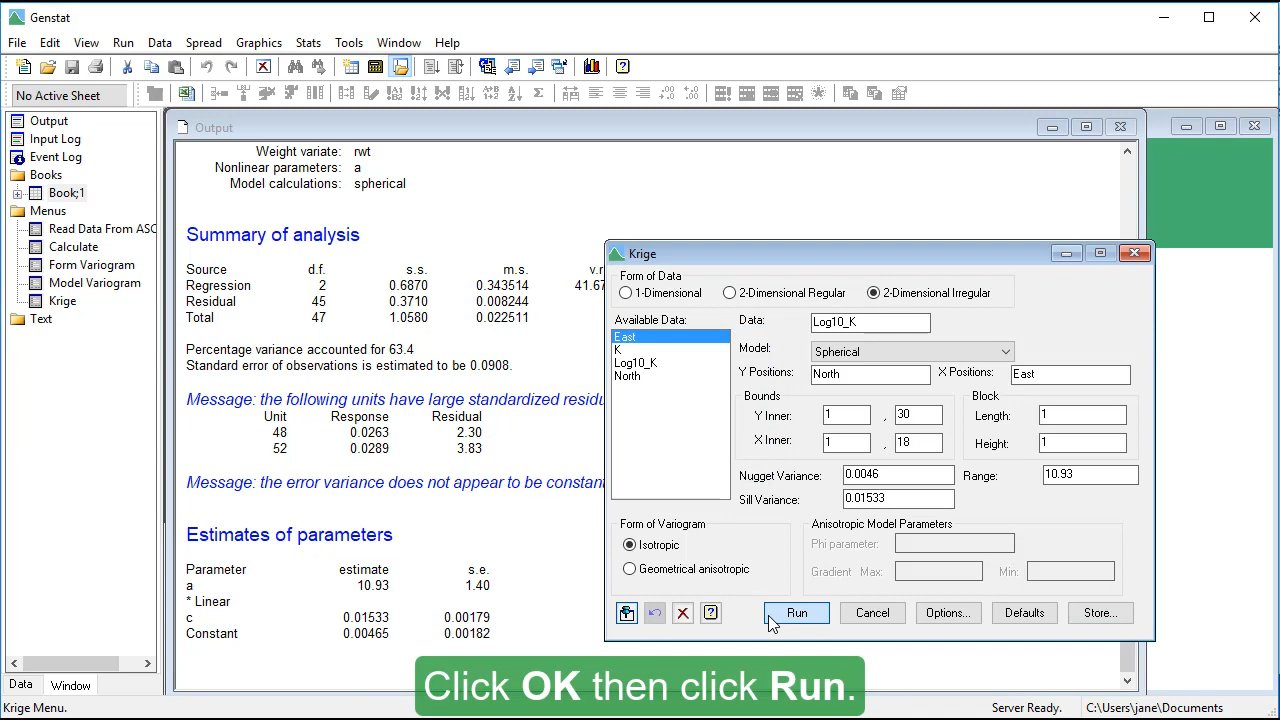 Genstat
File Edit View Run Data Spread Graphics Stats Tools Window Help
No Active Sheet
Output
Input Log
Event Log
Books
Book;1
Menus
Read Data From ASC
Calculate
Form Variogram
Model Variogram
Krige
Text
Data Window
Output
Weight variate: rwt
Nonlinear parameters: a
Model calculations: spherical
Summary of analysis
Source d.f. s.s. m.s. v.r
Regression 2 0.6870 0.343514 41.67
Residual 45 0.3710 0.008244
Total 47 1.0580 0.022511
Percentage variance accounted for 63.4
Standard error of observations is estimated to be 0.0908.
Message: the following units have large standardized residu
Unit Response Residual
48 0.0263 2.30
52 0.0289 3.83
Message: the error variance does not appear to be constan
Estimates of parameters
Parameter estimate s.e.
a 10.93 1.40
* Linear
c 0.01533 0.00179
Constant 0.00465 0.00182
Krige
Form of Data
1-Dimensional 2-Dimensional Regular 2-Dimensional Irregular
Available Data:
East
K
Log10_K
North
Data: Log10_K
Model: Spherical
Y Positions: North X Positions: East
Bounds Block
Y Inner: 1 , 30 Length: 1
X Inner: 1 , 18 Height: 1
Nugget Variance: 0.0046 Range: 10.93
Sill Variance: 0.01533
Form of Variogram Anisotropic Model Parameters
Isotropic Phi parameter:
Geometrical anisotropic Gradient Max: Min:
Run Cancel Options... Defaults Store...
Click OK then click Run.
Krige Menu. Server Ready. C:\Users\jane\Documents